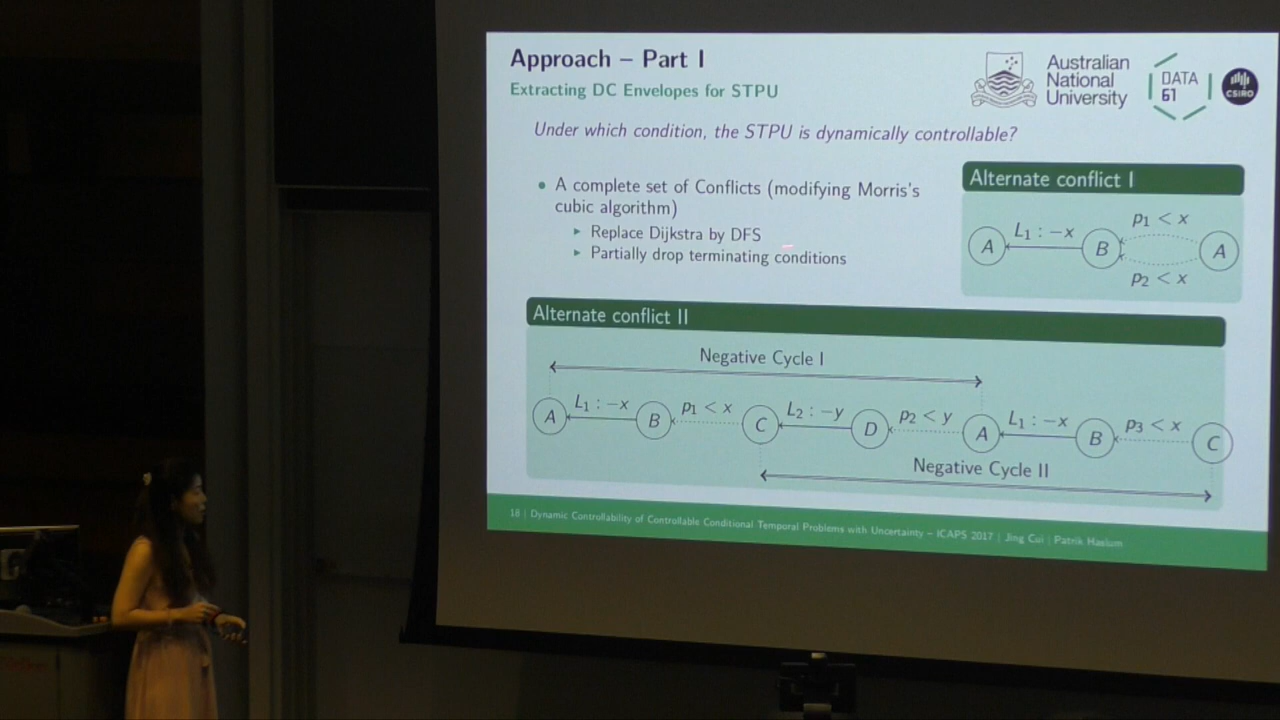 Approach – Part I
Extracting DC Envelopes for STPU
Australian
National
University
DATA
61
CSIRO
Under which condition, the STPU is dynamically controllable?
• A complete set of Conflicts (modifying Morris's
cubic algorithm)
▸ Replace Dijkstra by DFS
▸ Partially drop terminating conditions
Alternate conflict I
p₁ < x
L₁ : −x
A B A
p₂ < x
Alternate conflict II
Negative Cycle I
L₁ : −x p₁ < x L₂ : −y p₂ < y L₁ : −x p₃ < x
A B C D A B C
Negative Cycle II
18 | Dynamic Controllability of Controllable Conditional Temporal Problems with Uncertainty – ICAPS 2017 | Jing Cui | Patrik Haslum